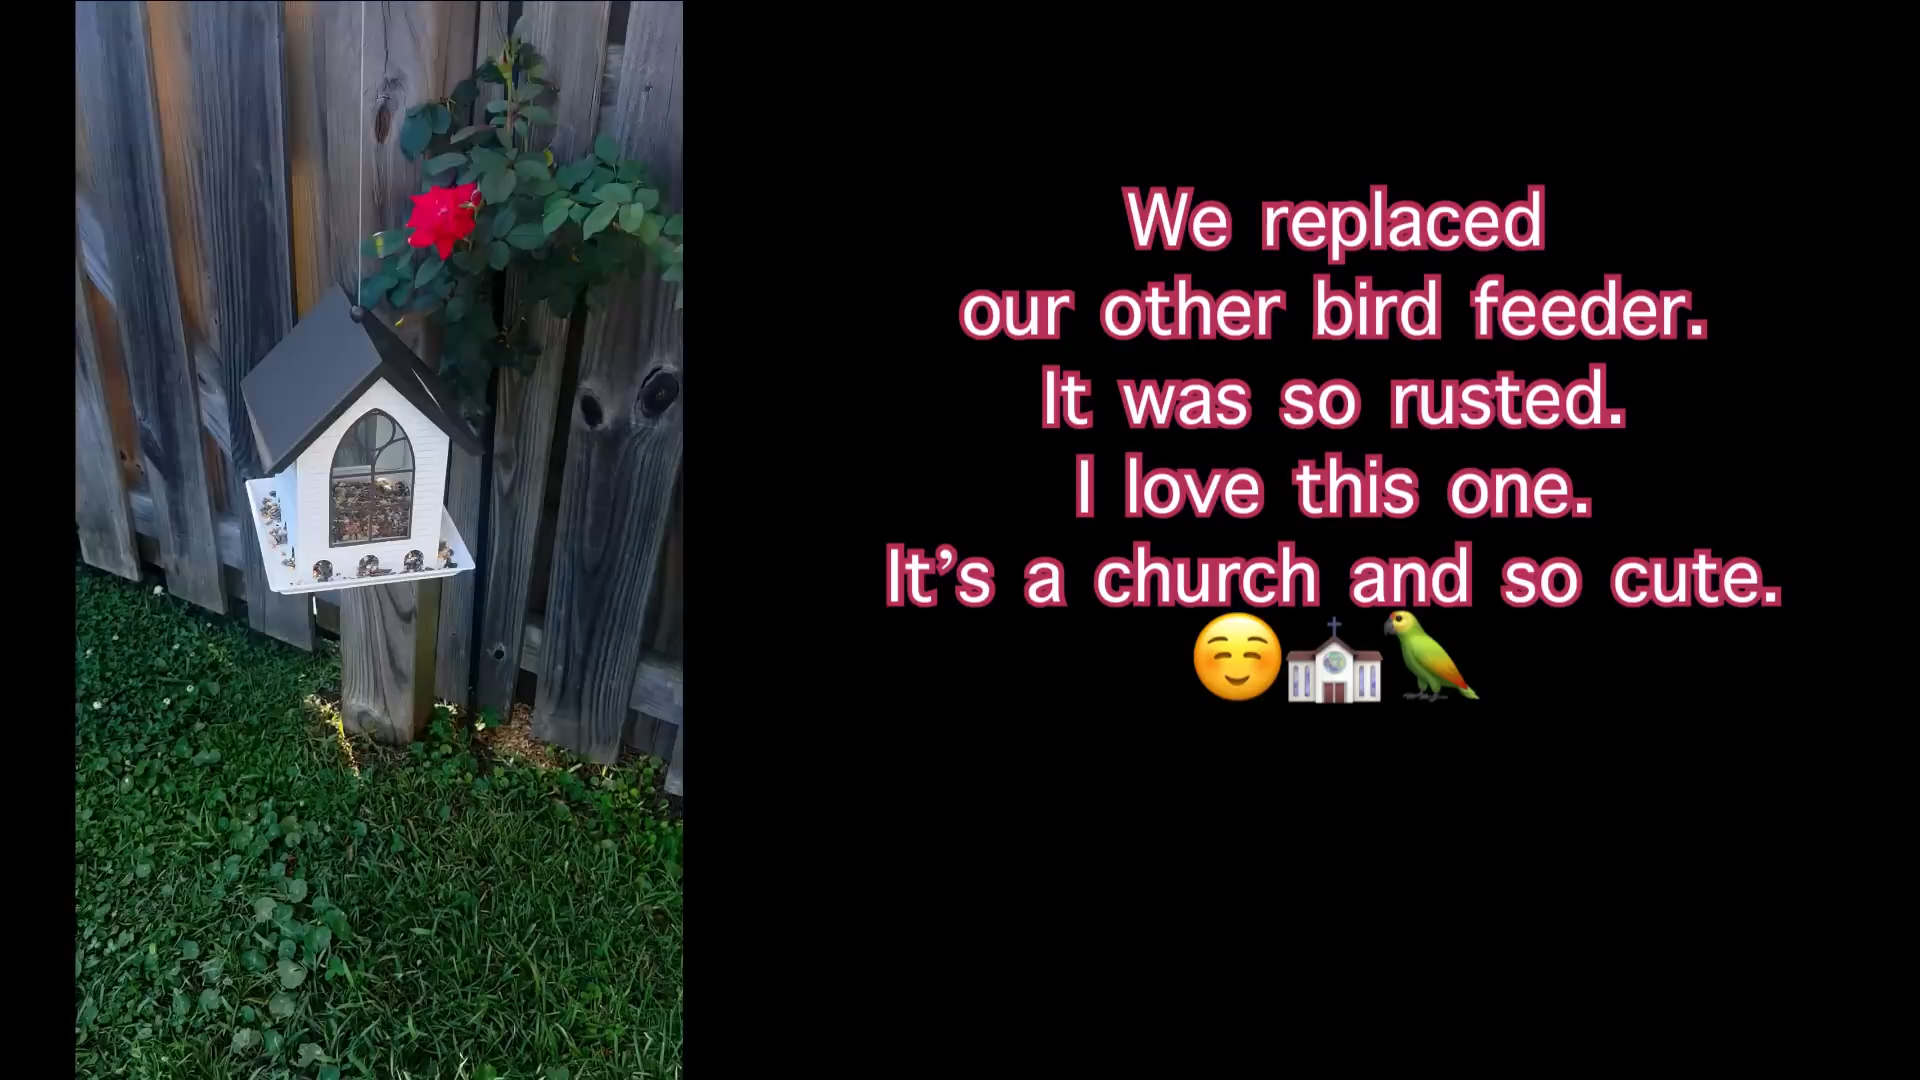 We replaced
our other bird feeder.
It was so rusted.
I love this one.
It’s a church and so cute.
☺️⛪🦜